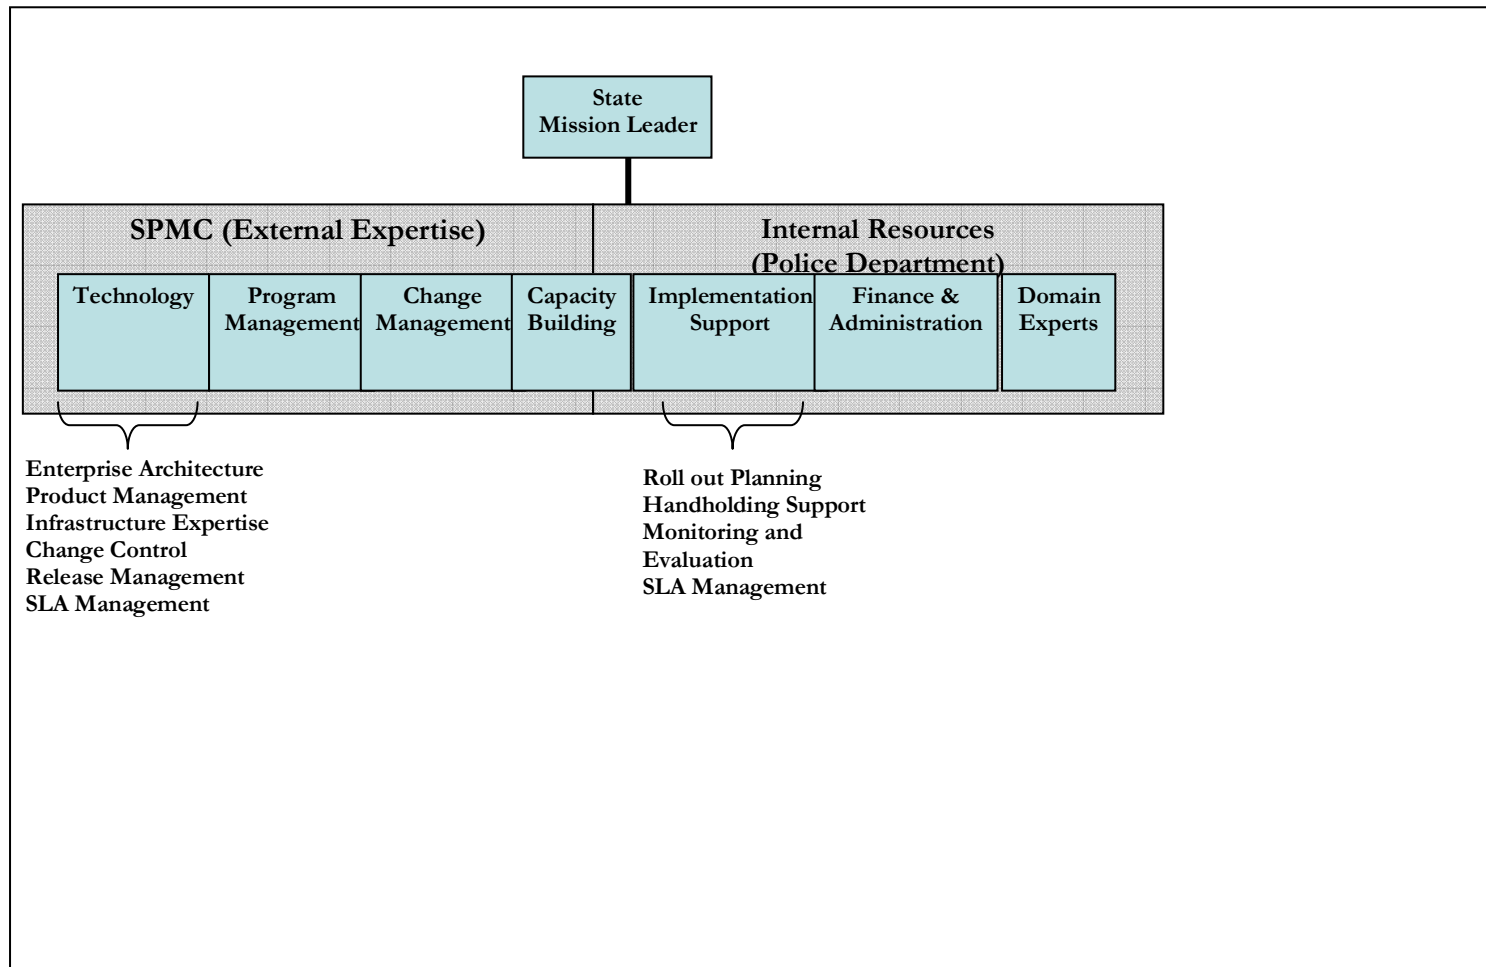 State
Mission Leader
SPMC (External Expertise)
Internal Resources
(Police Department)
Technology
Program
Management
Change
Management
Capacity
Building
Implementation
Support
Finance &
Administration
Domain
Experts
Enterprise Architecture
Product Management
Infrastructure Expertise
Change Control
Release Management
SLA Management
Roll out Planning
Handholding Support
Monitoring and
Evaluation
SLA Management